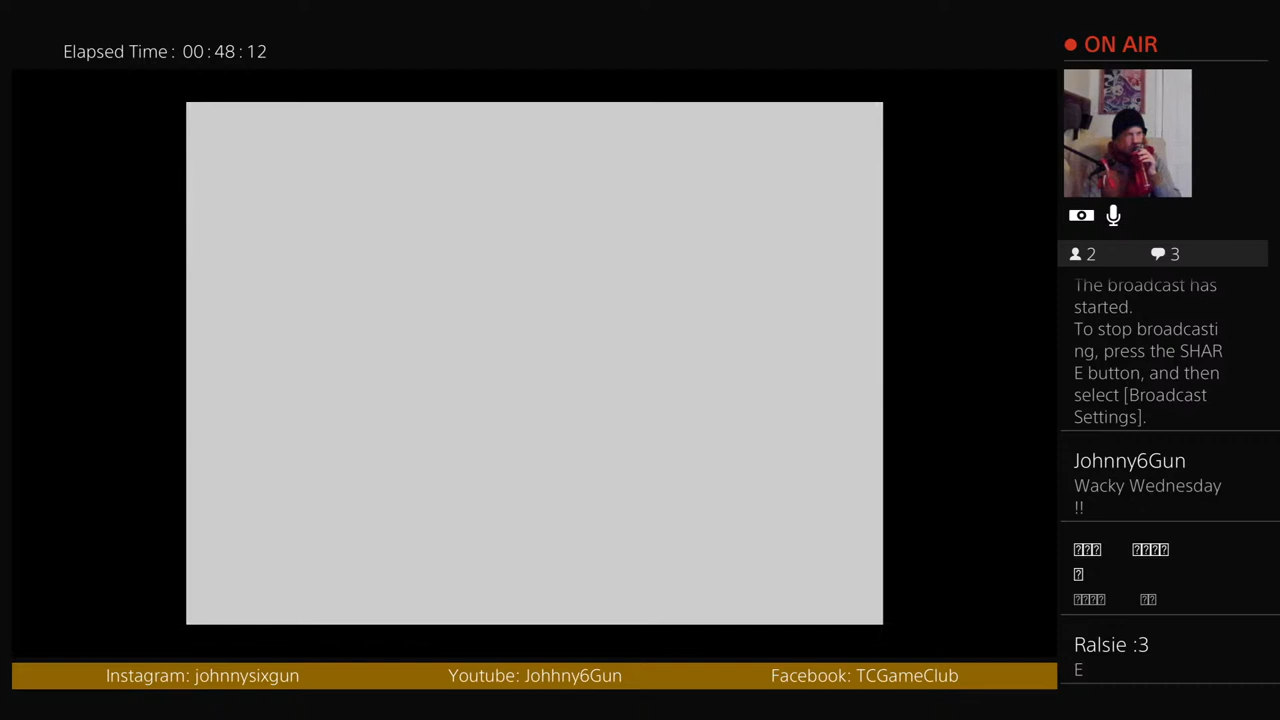 Elapsed Time: 00:48:12
ON AIR
2 3
The broadcast has
started.
To stop broadcasti
ng, press the SHAR
E button, and then
select [Broadcast
Settings].
Johnny6Gun
Wacky Wednesday
!!
Ralsie :3
E
Instagram: johnnysixgun Youtube: Johhny6Gun Facebook: TCGameClub